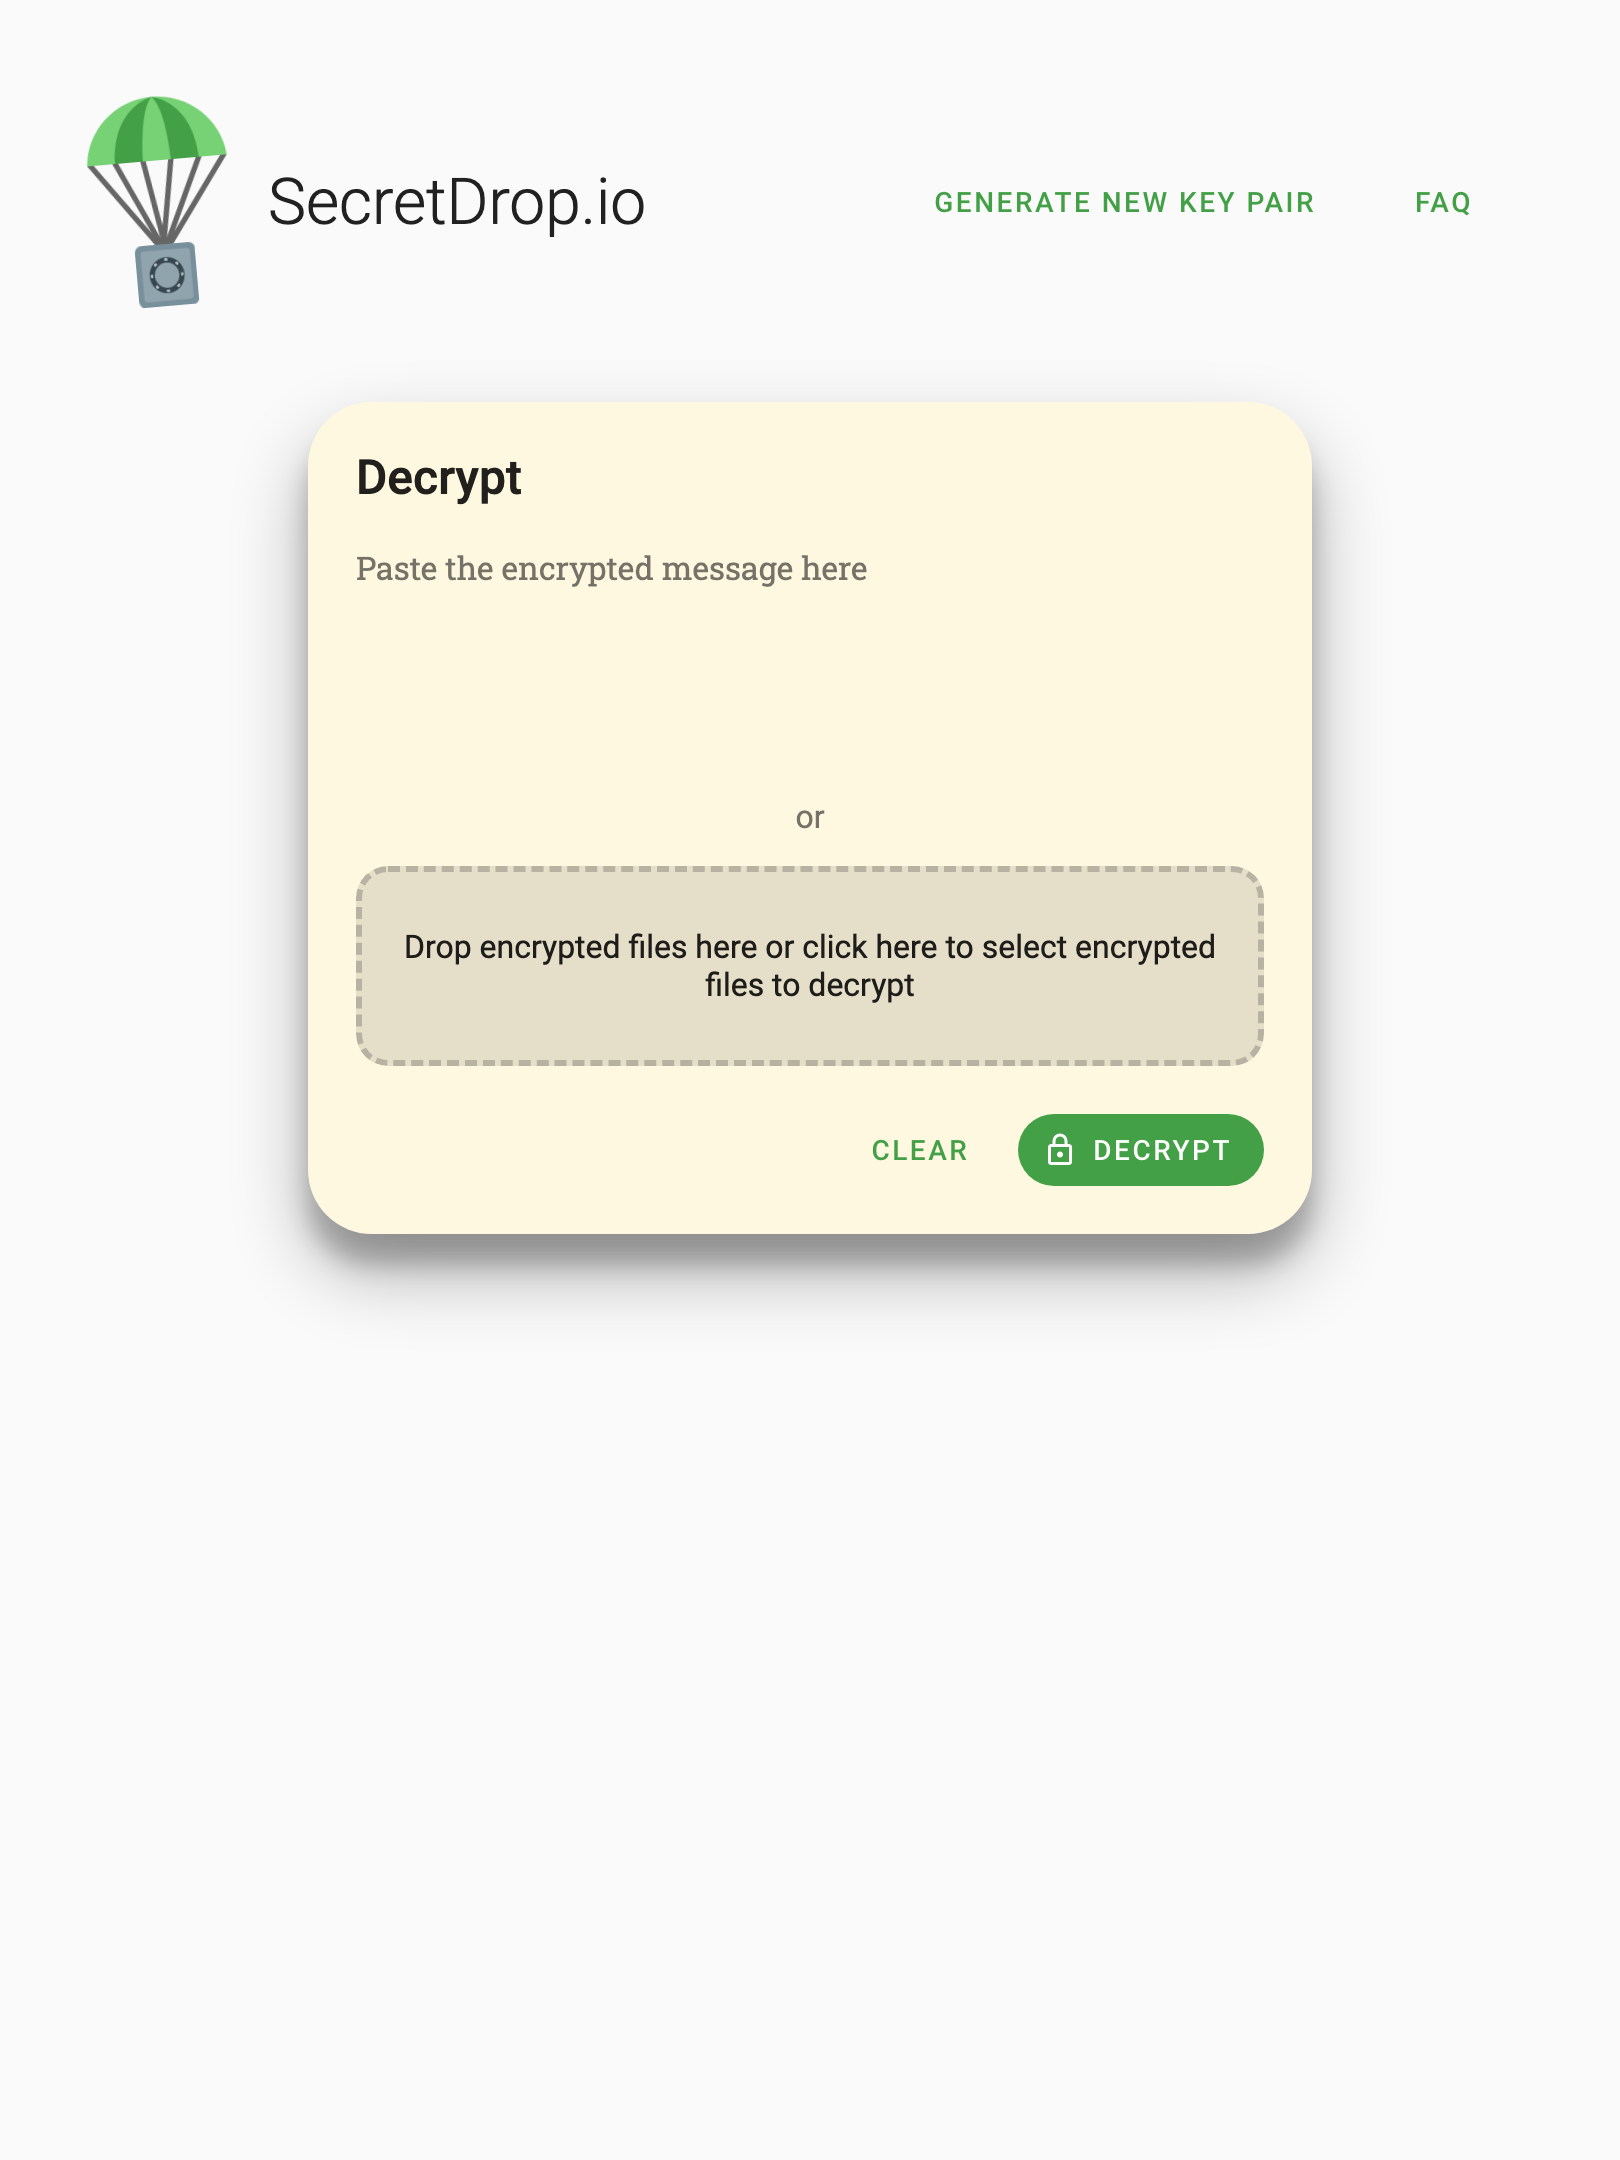 SecretDrop.io
GENERATE NEW KEY PAIR
FAQ
Decrypt
Paste the encrypted message here
or
Drop encrypted files here or click here to select encrypted
files to decrypt
CLEAR
DECRYPT